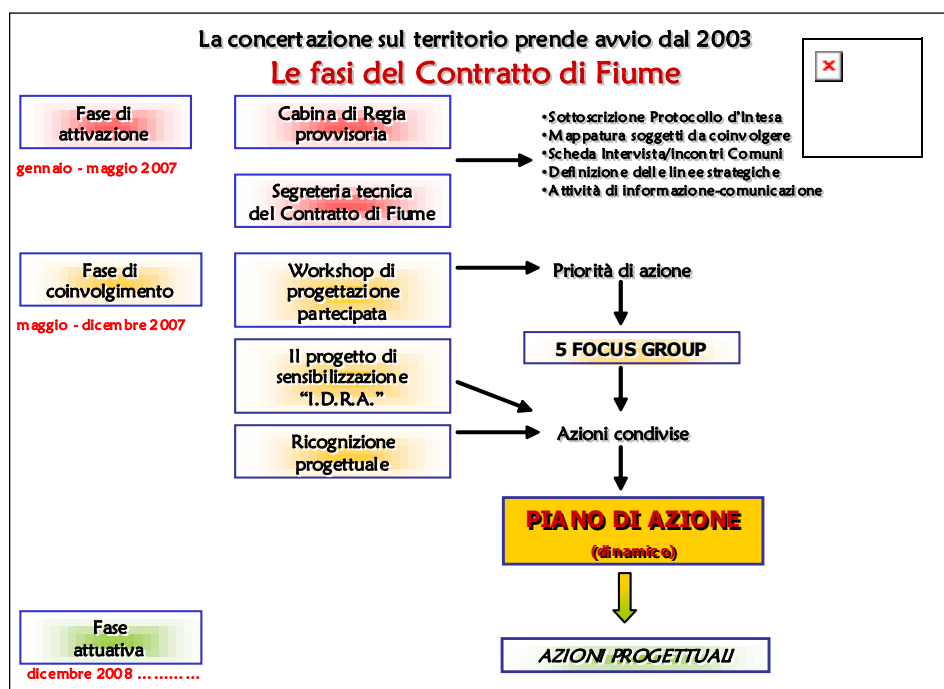 La concertazione sul territorio prende avvio dal 2003
Le fasi del Contratto di Fiume
Fase di
attivazione
gennaio - maggio 2007
Cabina di Regia
provvisoria
Segreteria tecnica
del Contratto di Fiume
•Sottoscrizione Protocollo d'Intesa
•Mappatura soggetti da coinvolgere
•Scheda Intervista/incontri Comuni
•Definizione delle linee strategiche
•Attività di informazione-comunicazione
Fase di
coinvolgimento
maggio - dicembre 2007
Workshop di
progettazione
partecipata
Priorità di azione
5 FOCUS GROUP
Il progetto di
sensibilizzazione
“I.D.R.A.”
Ricognizione
progettuale
Azioni condivise
PIANO DI AZIONE
(dinamico)
Fase
attuativa
dicembre 2008 ..........
AZIONI PROGETTUALI